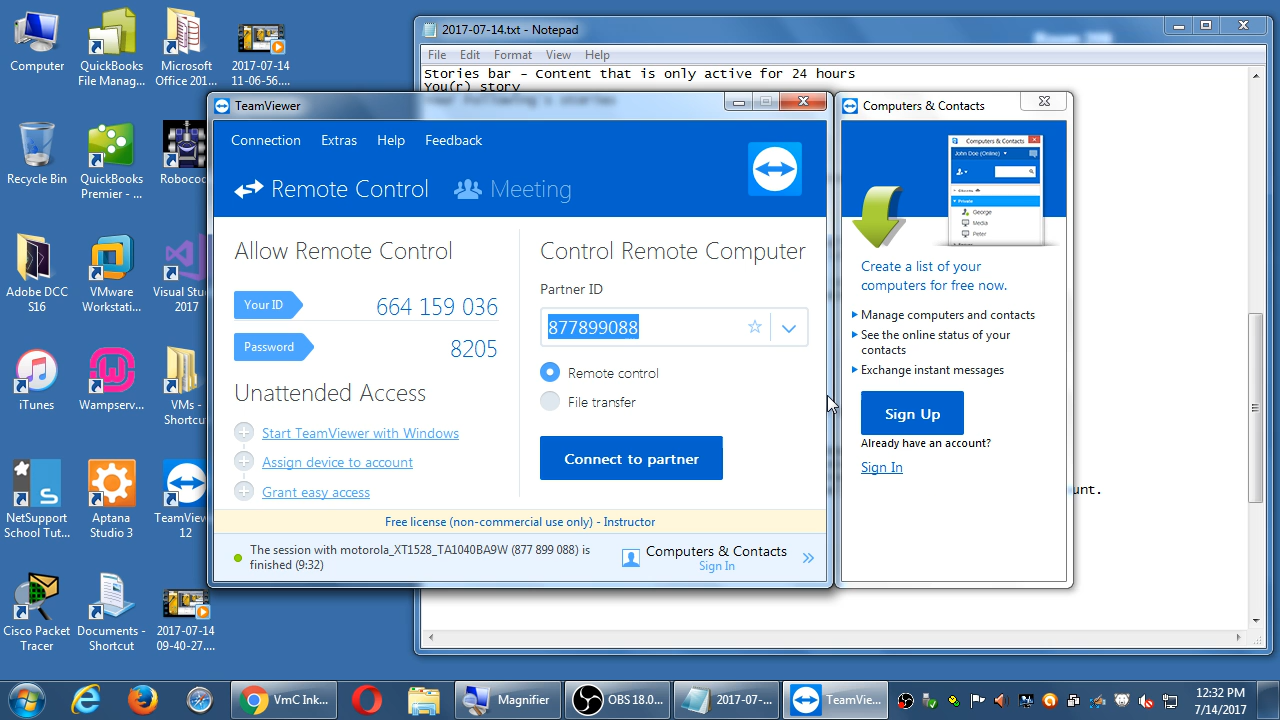 Computer
QuickBooks
File Manag...
Microsoft
Office 201...
2017-07-14
11-06-56....
Recycle Bin
QuickBooks
Premier - ...
Roboco
Adobe DCC
S16
VMware
Workstati...
Visual Stu
2017
iTunes
Wampserv...
VMs -
Shortcu
NetSupport
School Tut...
Aptana
Studio 3
TeamView
12
Cisco Packet
Tracer
Documents -
Shortcut
2017-07-14
09-40-27....
2017-07-14.txt - Notepad
File Edit Format View Help
Stories bar - Content that is only active for 24 hours
You(r) story
unt.
TeamViewer
Connection Extras Help Feedback
Remote Control Meeting
Allow Remote Control
Your ID 664 159 036
Password 8205
Unattended Access
Start TeamViewer with Windows
Assign device to account
Grant easy access
Control Remote Computer
Partner ID
877899088
Remote control
File transfer
Connect to partner
Free license (non-commercial use only) - Instructor
The session with motorola_XT1528_TA1040BA9W (877 899 088) is
finished (9:32)
Computers & Contacts
Sign In
Computers & Contacts
Computers & Contacts
John Doe (Online)
Private
George
Media
Peter
Create a list of your
computers for free now.
Manage computers and contacts
See the online status of your
contacts
Exchange instant messages
Sign Up
Already have an account?
Sign In
VmC Ink...
Magnifier
OBS 18.0....
2017-07-...
TeamVie...
12:32 PM
7/14/2017